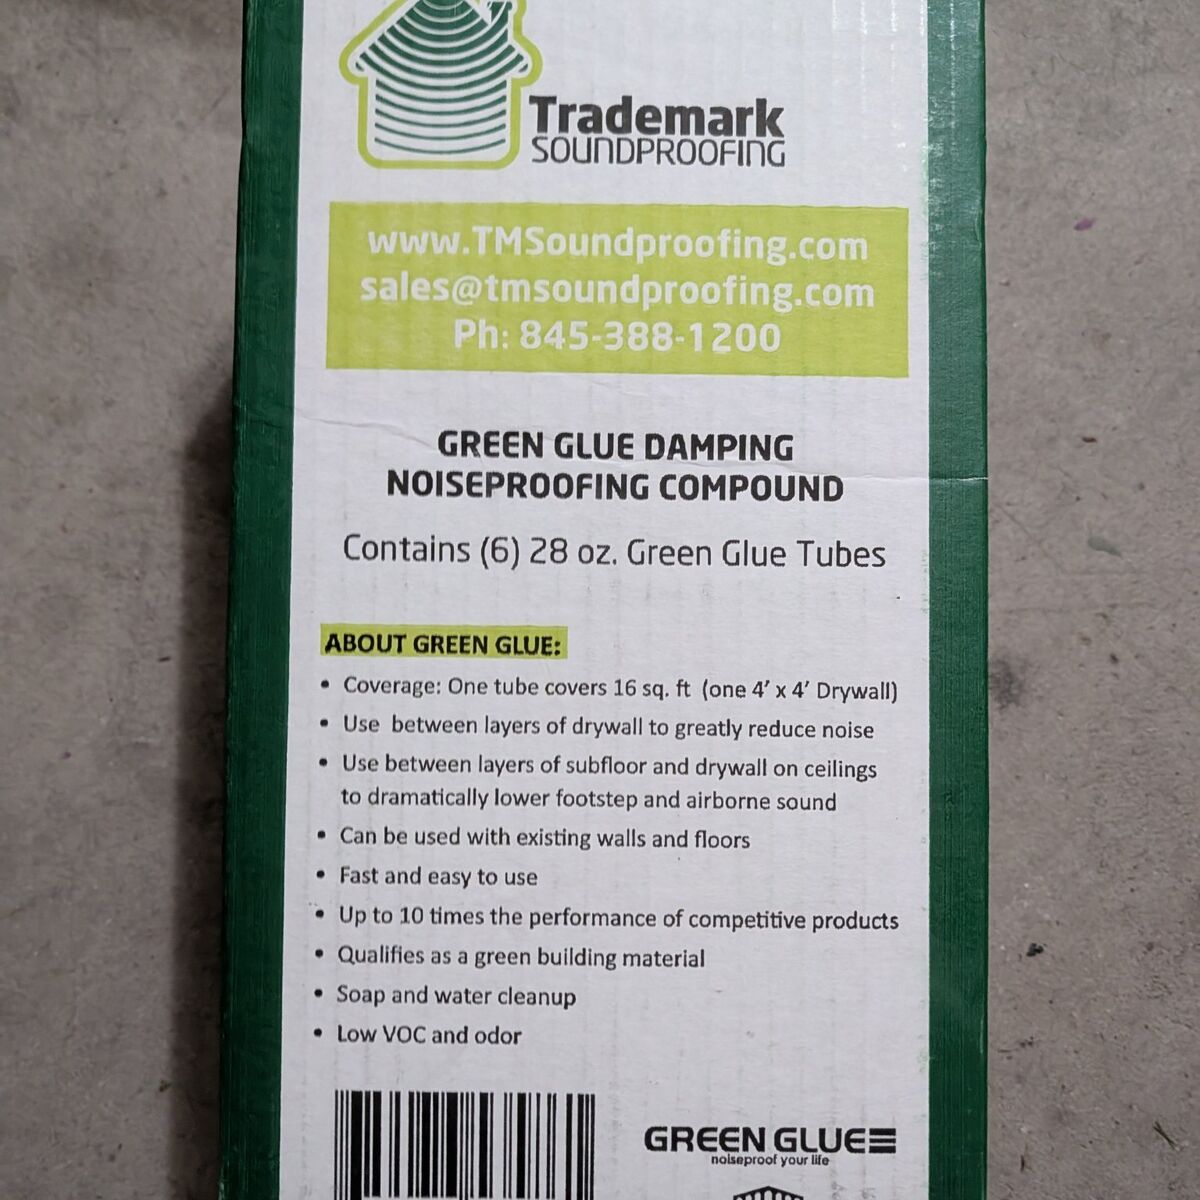 Trademark
SOUNDPROOFING
www.TMSoundproofing.com
sales@tmsoundproofing.com
Ph: 845-388-1200
GREEN GLUE DAMPING
NOISEPROOFING COMPOUND
Contains (6) 28 oz. Green Glue Tubes
ABOUT GREEN GLUE:
• Coverage: One tube covers 16 sq. ft (one 4' x 4' Drywall)
• Use between layers of drywall to greatly reduce noise
• Use between layers of subfloor and drywall on ceilings
to dramatically lower footstep and airborne sound
• Can be used with existing walls and floors
• Fast and easy to use
• Up to 10 times the performance of competitive products
• Qualifies as a green building material
• Soap and water cleanup
• Low VOC and odor
GREEN GLUE
noiseproof your life